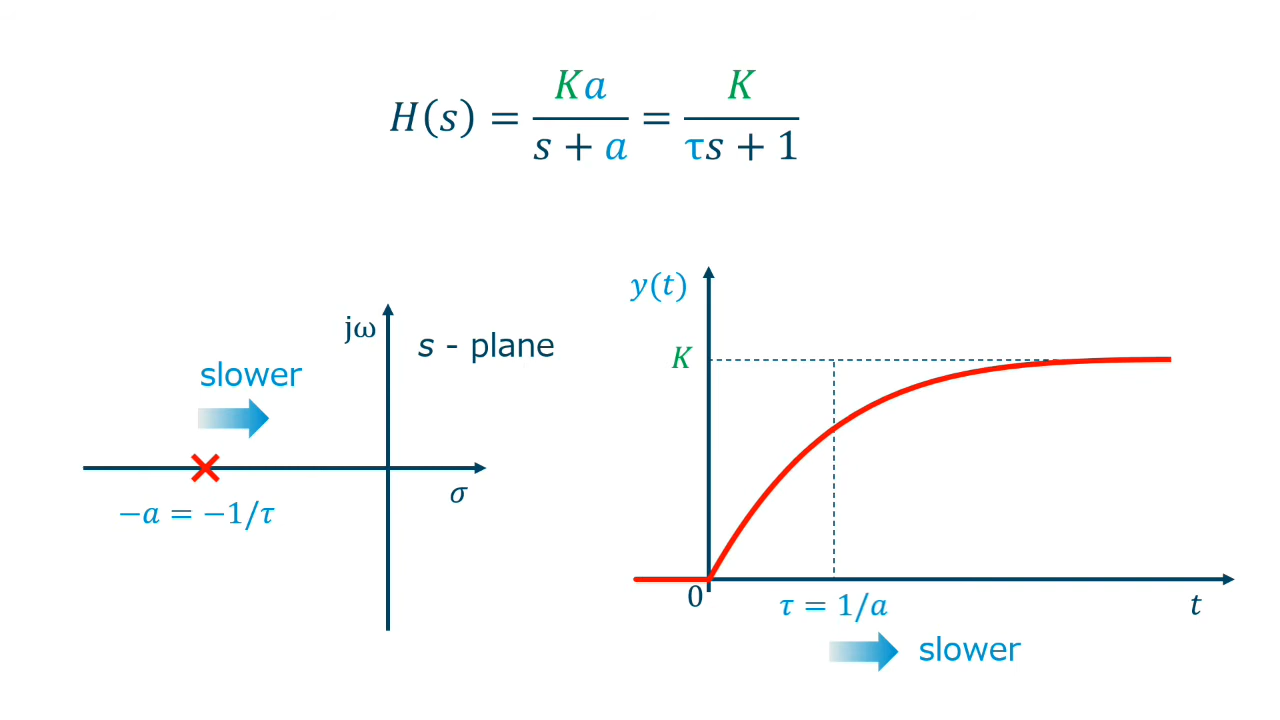 H(s) = Ka / (s + a) = K / (τs + 1)
jω
s - plane
slower
σ
−a = −1/τ
y(t)
K
0
τ = 1/a
t
slower